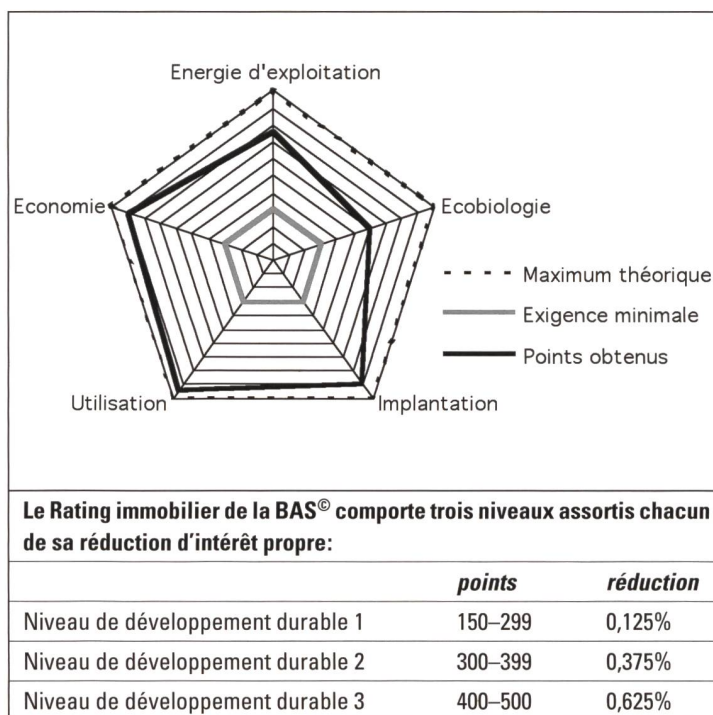 Energie d'exploitation
Economie
Ecobiologie
Maximum théorique
Exigence minimale
Points obtenus
Utilisation
Implantation
Le Rating immobilier de la BAS© comporte trois niveaux assortis chacun
de sa réduction d'intérêt propre:
points réduction
Niveau de développement durable 1 150–299 0,125%
Niveau de développement durable 2 300–399 0,375%
Niveau de développement durable 3 400–500 0,625%